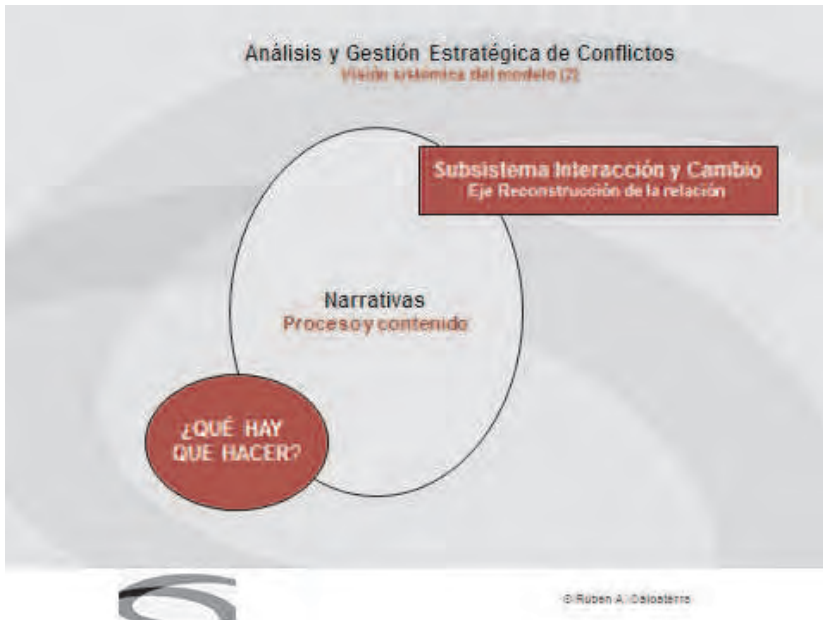 Análisis y Gestión Estratégica de Conflictos
Visión sistémica del modelo (2)
Subsistema Interacción y Cambio
Eje Reconstrucción de la relación
Narrativas
Proceso y contenido
¿QUÉ HAY
QUE HACER?
© Rubén A. Calcaterra